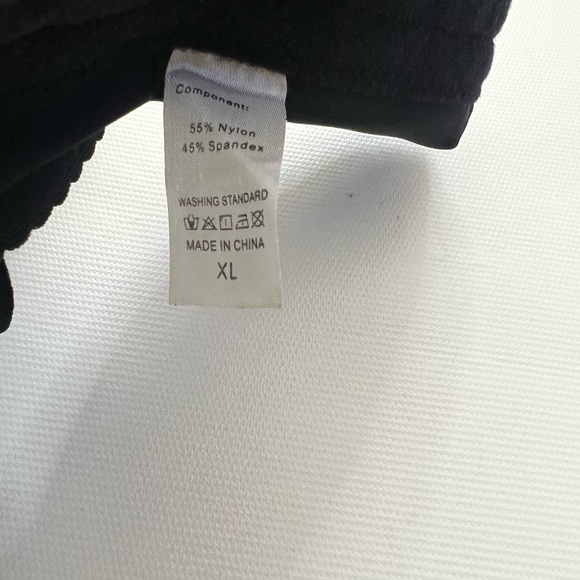 Component:
55% Nylon
45% Spandex
WASHING STANDARD
MADE IN CHINA
XL